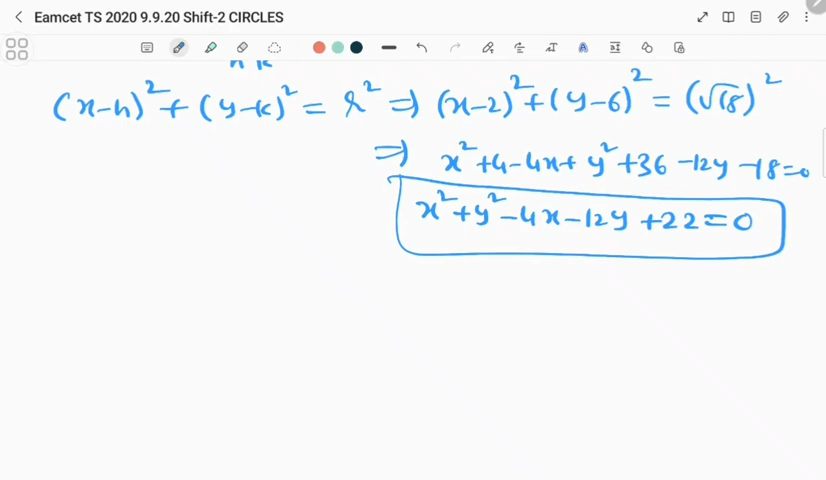 Eamcet TS 2020 9.9.20 Shift-2 CIRCLES
h k
(x-h)² + (y-k)² = r² ⇒ (x-2)² + (y-6)² = (√18)²
⇒ x² + 4 - 4x + y² + 36 - 12y - 18 = 0
x² + y² - 4x - 12y + 22 = 0